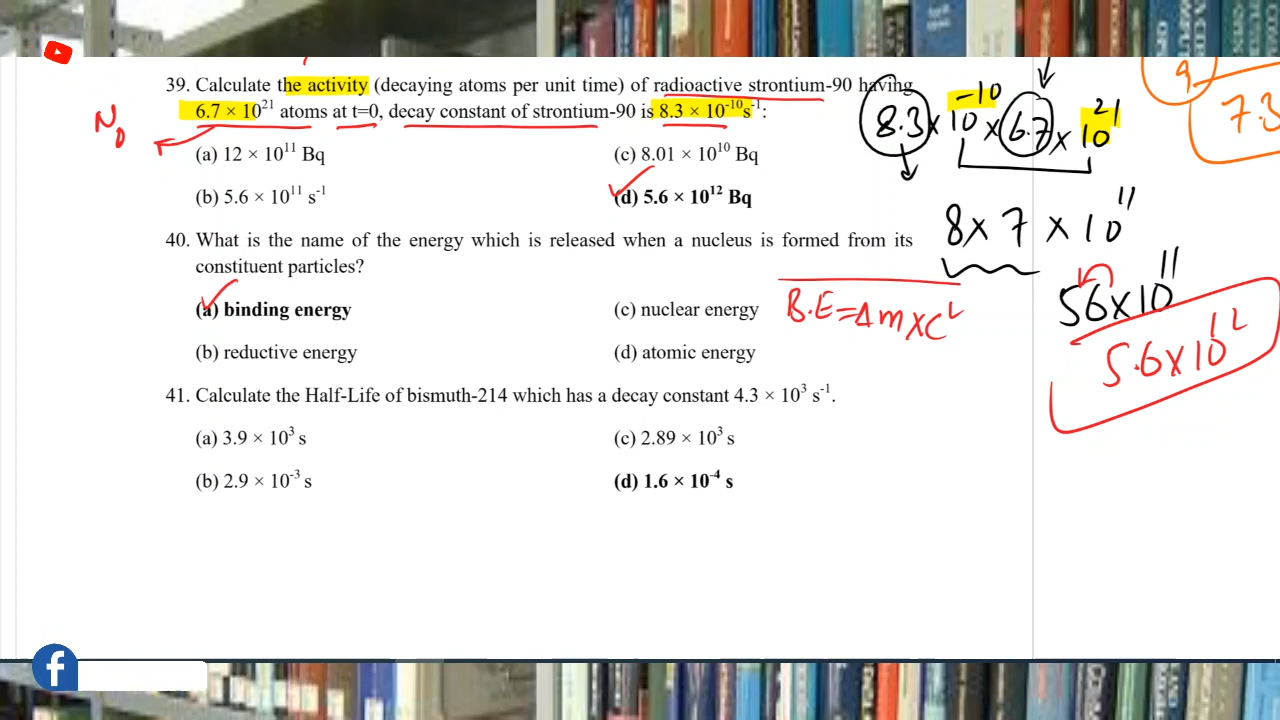 39. Calculate the activity (decaying atoms per unit time) of radioactive strontium-90 having
6.7 × 10²¹ atoms at t=0, decay constant of strontium-90 is 8.3 × 10⁻¹⁰s⁻¹:
N₀
(a) 12 × 10¹¹ Bq
(c) 8.01 × 10¹⁰ Bq
(b) 5.6 × 10¹¹ s⁻¹
(d) 5.6 × 10¹² Bq
8.3 × 10⁻¹⁰ × 6.7 × 10²¹
8 × 7 × 10¹¹
56 × 10¹¹
5.6 × 10¹²
9
7.3
40. What is the name of the energy which is released when a nucleus is formed from its
constituent particles?
(a) binding energy
(c) nuclear energy
B.E = Δm × c²
(b) reductive energy
(d) atomic energy
41. Calculate the Half-Life of bismuth-214 which has a decay constant 4.3 × 10³ s⁻¹.
(a) 3.9 × 10³ s
(c) 2.89 × 10³ s
(b) 2.9 × 10⁻³ s
(d) 1.6 × 10⁻⁴ s
f